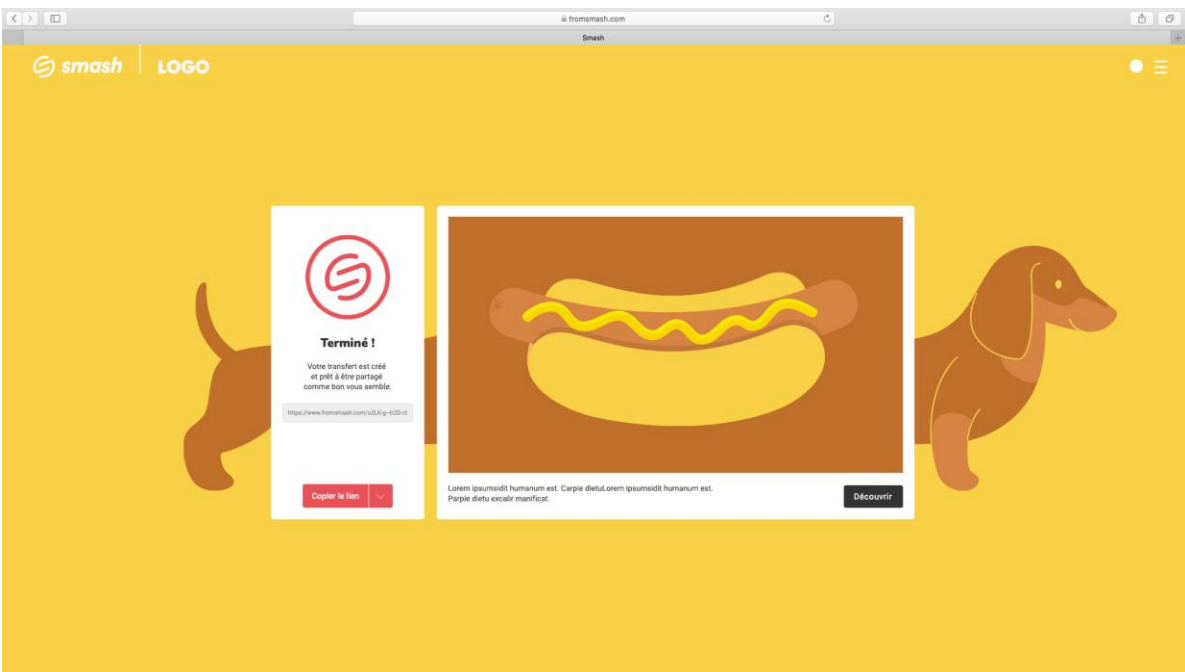 fromsmash.com
Smash
smash LOGO
Terminé !
Votre transfert est créé
et prêt à être partagé
comme bon vous semble.
https://www.fromsmash.com/u2LK-g~b2D-ct
Copier le lien
Lorem ipsumsidit humanum est. Carpie dietuLorem ipsumsidit humanum est.
Parpie dietu excalir manificat.
Découvrir